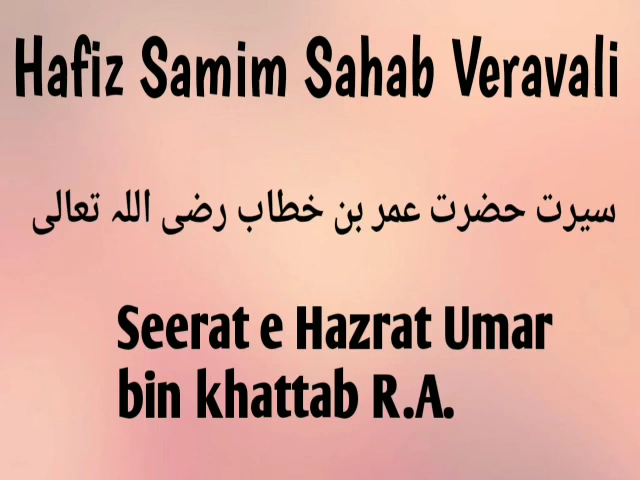 Hafiz Samim Sahab Veravali
سیرت حضرت عمر بن خطاب رضی اللہ تعالی
Seerat e Hazrat Umar
bin khattab R.A.